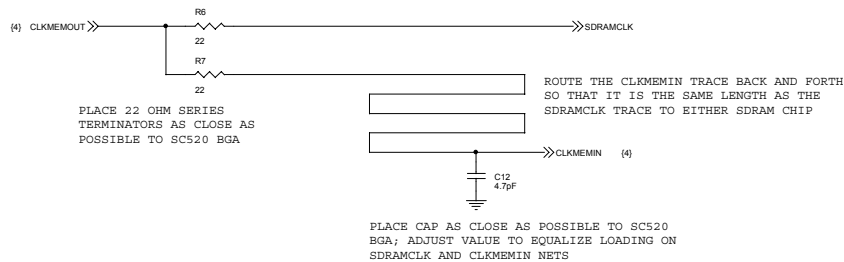 R6
{4} CLKMEMOUT SDRAMCLK
22
R7
22
ROUTE THE CLKMEMIN TRACE BACK AND FORTH
SO THAT IT IS THE SAME LENGTH AS THE
SDRAMCLK TRACE TO EITHER SDRAM CHIP
PLACE 22 OHM SERIES
TERMINATORS AS CLOSE AS
POSSIBLE TO SC520 BGA
CLKMEMIN {4}
C12
4.7pF
PLACE CAP AS CLOSE AS POSSIBLE TO SC520
BGA; ADJUST VALUE TO EQUALIZE LOADING ON
SDRAMCLK AND CLKMEMIN NETS